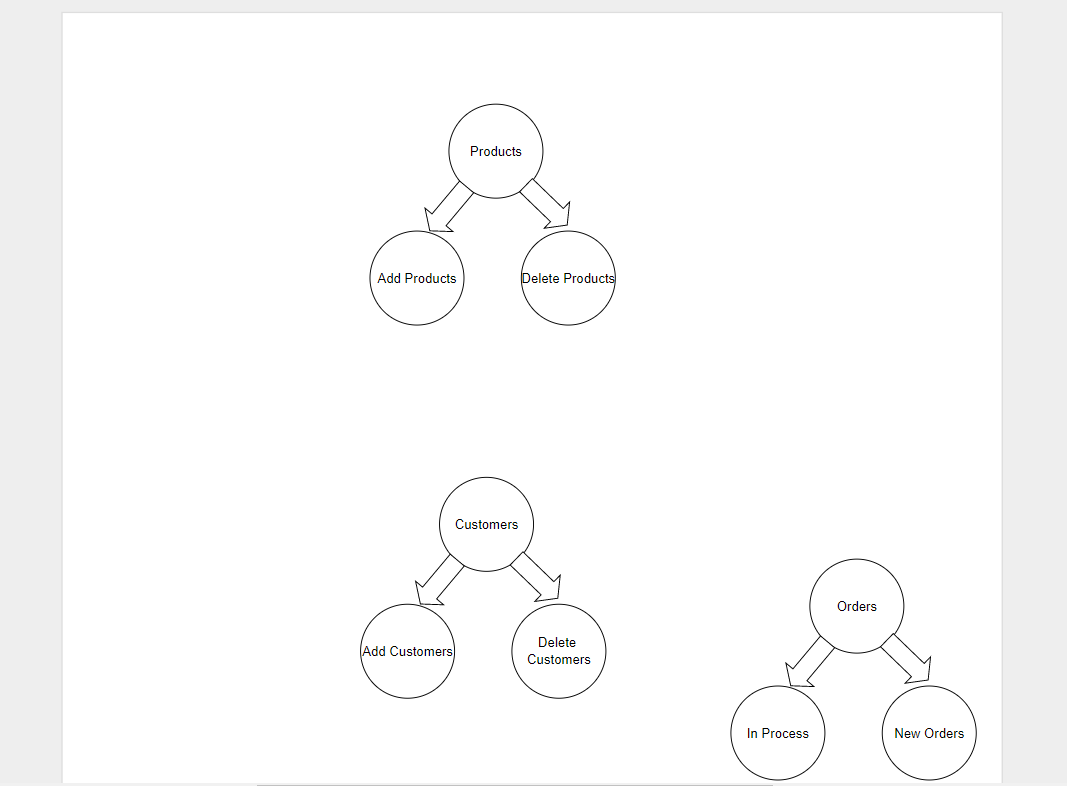 Products
Add Products
Delete Products
Customers
Add Customers
Delete
Customers
Orders
In Process
New Orders